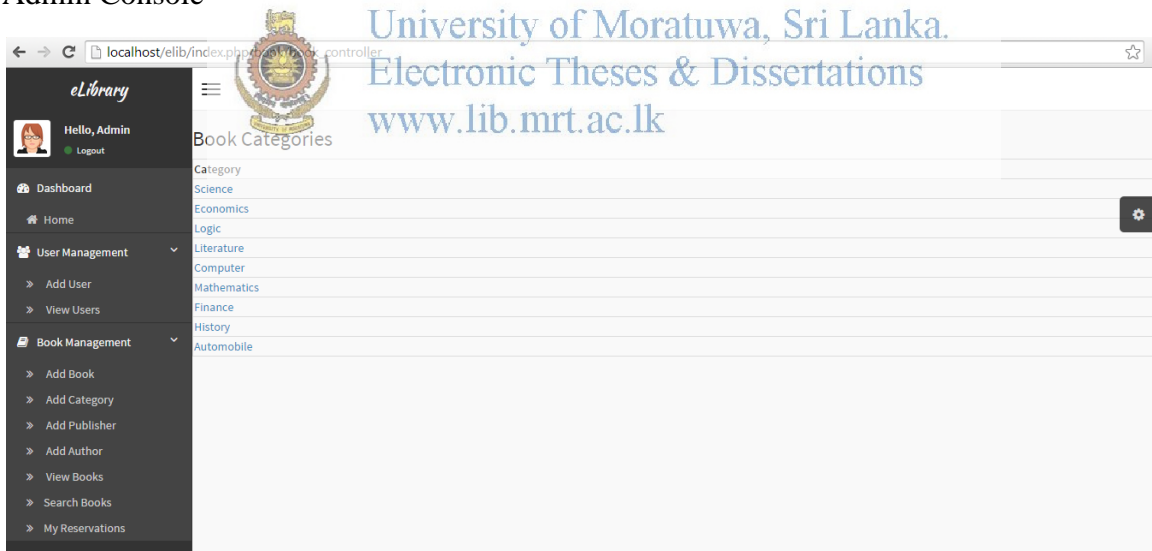 Admin Console
University of Moratuwa, Sri Lanka.
Electronic Theses & Dissertations
www.lib.mrt.ac.lk
localhost/elib/index.php/book/book_controller
eLibrary
Hello, Admin
Logout
Dashboard
Home
User Management
Add User
View Users
Book Management
Add Book
Add Category
Add Publisher
Add Author
View Books
Search Books
My Reservations
Book Categories
Category
Science
Economics
Logic
Literature
Computer
Mathematics
Finance
History
Automobile